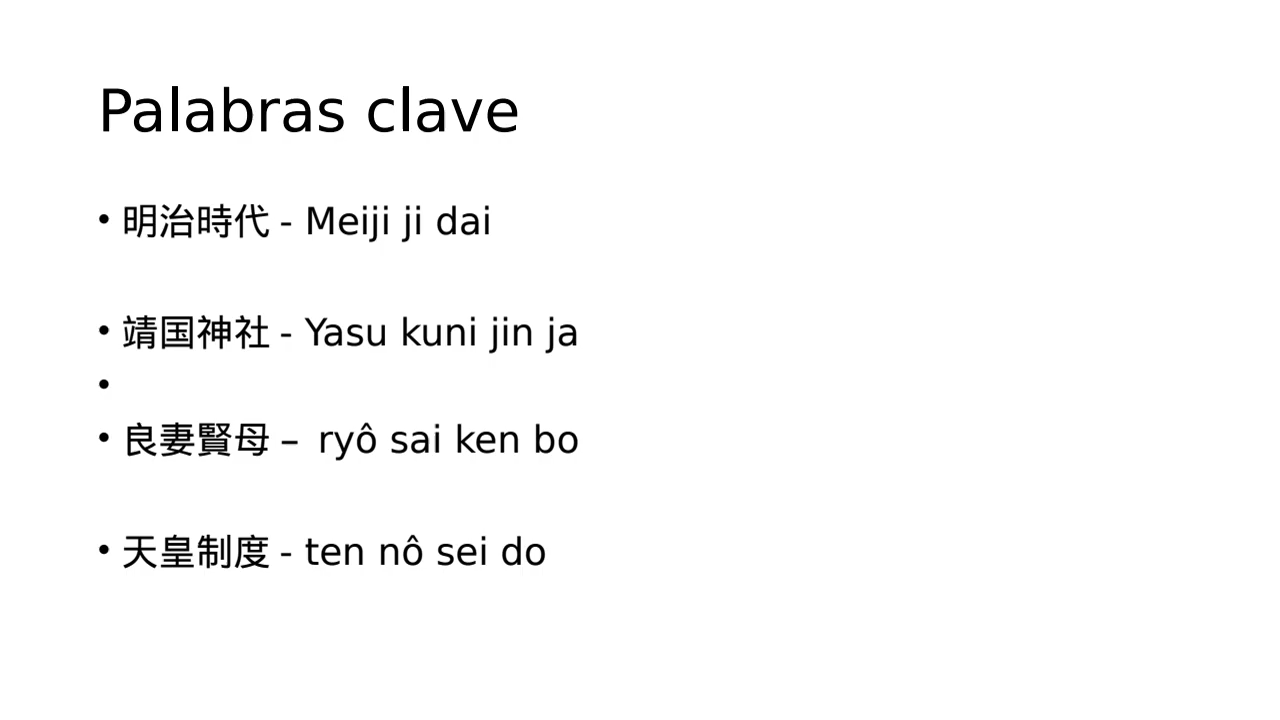 Palabras clave
• 明治時代 - Meiji ji dai
• 靖国神社 - Yasu kuni jin ja
•
• 良妻賢母 – ryô sai ken bo
• 天皇制度 - ten nô sei do